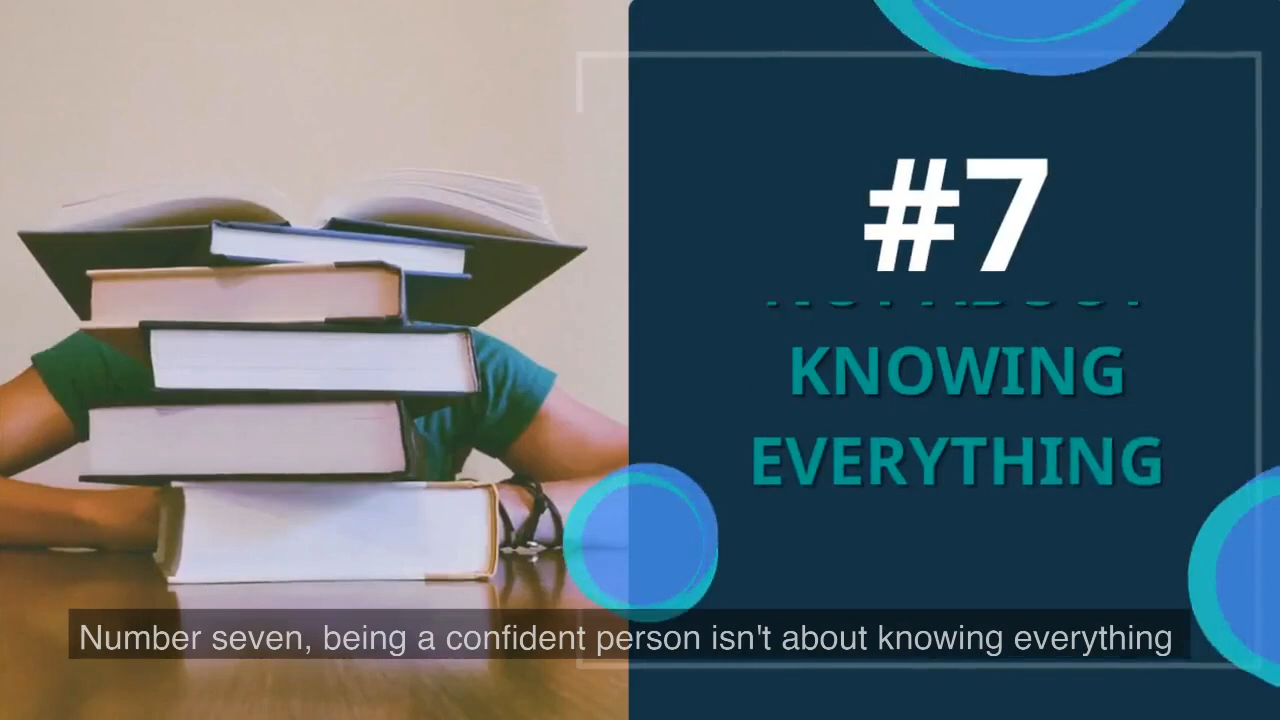 #7
KNOWING
EVERYTHING
Number seven, being a confident person isn't about knowing everything